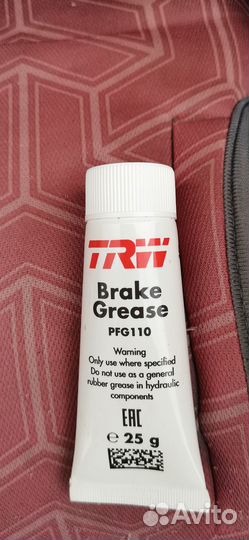 TRW
Brake
Grease
PFG110
Warning
Only use where specified
Do not use as a general
rubber grease in hydraulic
components
EAC
℮ 25 g
Avito